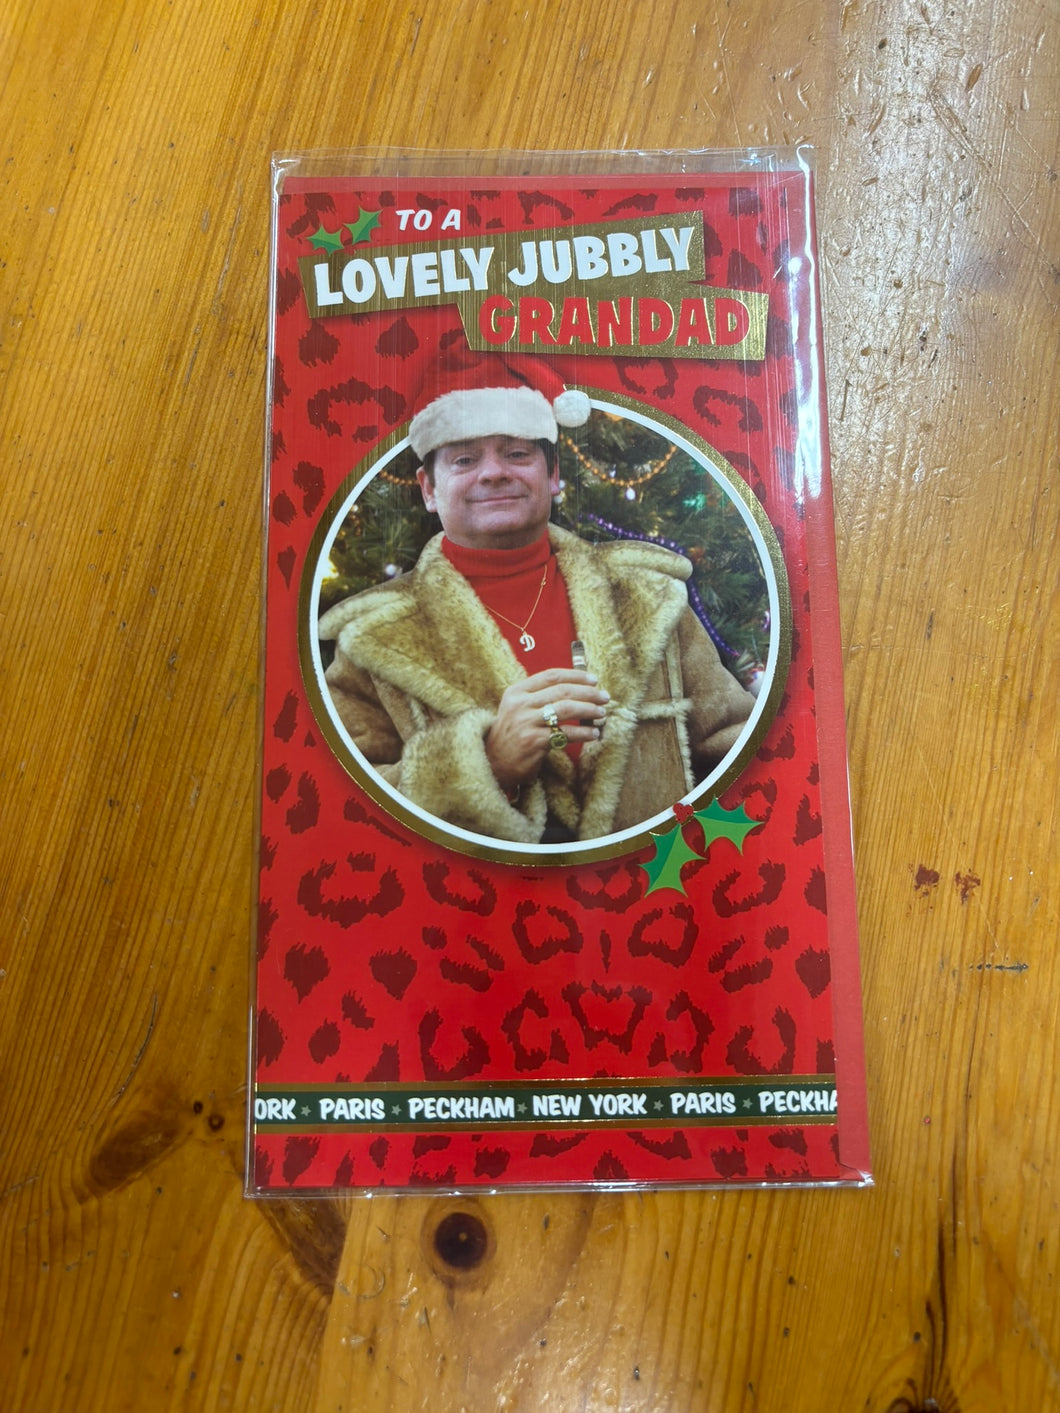 TO A
LOVELY JUBBLY
GRANDAD
D
ORK ★ PARIS ★ PECKHAM ★ NEW YORK ★ PARIS ★ PECKHA